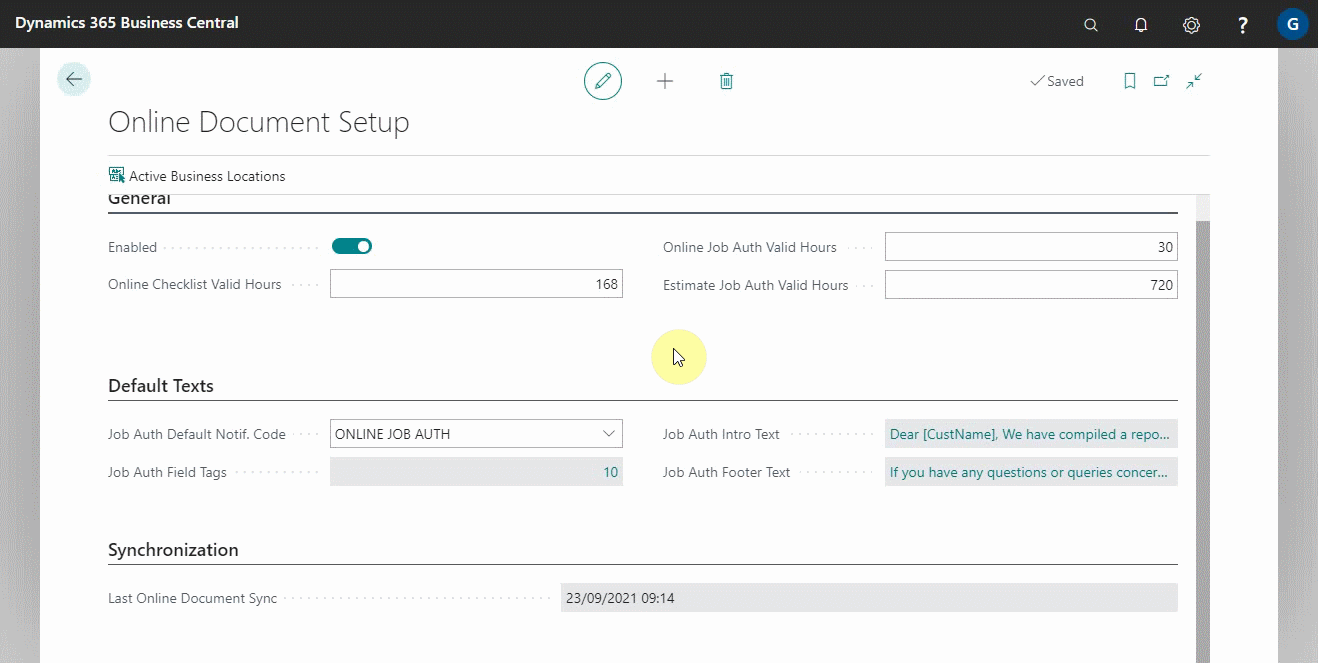 Dynamics 365 Business Central
?
G
Saved
Online Document Setup
Active Business Locations
General
Enabled
Online Job Auth Valid Hours 30
Online Checklist Valid Hours 168
Estimate Job Auth Valid Hours 720
Default Texts
Job Auth Default Notif. Code ONLINE JOB AUTH
Job Auth Intro Text Dear [CustName], We have compiled a repo...
Job Auth Field Tags 10
Job Auth Footer Text If you have any questions or queries concer...
Synchronization
Last Online Document Sync 23/09/2021 09:14